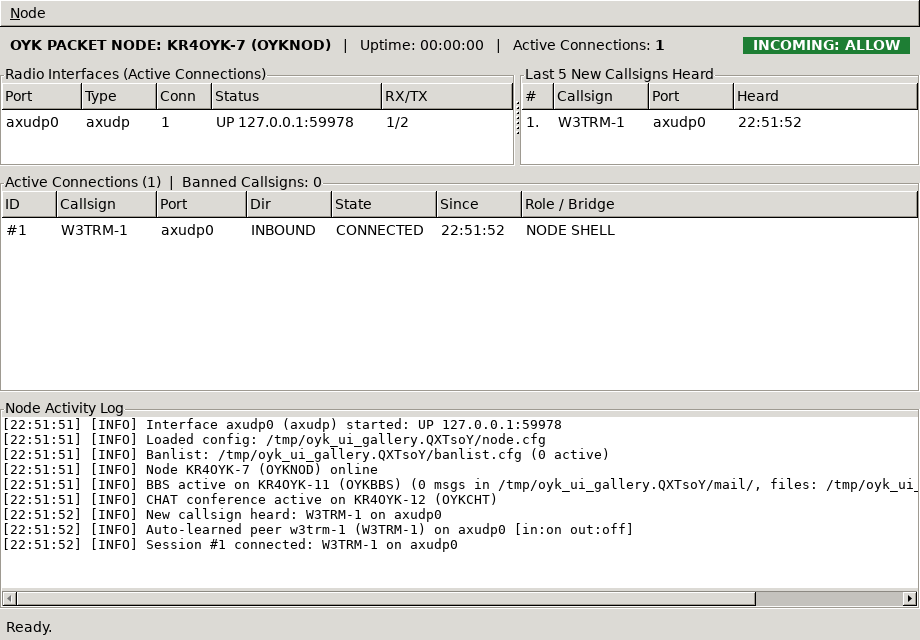 Node
OYK PACKET NODE: KR4OYK-7 (OYKNOD) | Uptime: 00:00:00 | Active Connections: 1 INCOMING: ALLOW
Radio Interfaces (Active Connections)
Port Type Conn Status RX/TX
axudp0 axudp 1 UP 127.0.0.1:59978 1/2
Last 5 New Callsigns Heard
# Callsign Port Heard
1. W3TRM-1 axudp0 22:51:52
Active Connections (1) | Banned Callsigns: 0
ID Callsign Port Dir State Since Role / Bridge
#1 W3TRM-1 axudp0 INBOUND CONNECTED 22:51:52 NODE SHELL
Node Activity Log
[22:51:51] [INFO] Interface axudp0 (axudp) started: UP 127.0.0.1:59978
[22:51:51] [INFO] Loaded config: /tmp/oyk_ui_gallery.QXTsoY/node.cfg
[22:51:51] [INFO] Banlist: /tmp/oyk_ui_gallery.QXTsoY/banlist.cfg (0 active)
[22:51:51] [INFO] Node KR4OYK-7 (OYKNOD) online
[22:51:51] [INFO] BBS active on KR4OYK-11 (OYKBBS) (0 msgs in /tmp/oyk_ui_gallery.QXTsoY/mail/, files: /tmp/oyk_ui_
[22:51:51] [INFO] CHAT conference active on KR4OYK-12 (OYKCHT)
[22:51:52] [INFO] New callsign heard: W3TRM-1 on axudp0
[22:51:52] [INFO] Auto-learned peer w3trm-1 (W3TRM-1) on axudp0 [in:on out:off]
[22:51:52] [INFO] Session #1 connected: W3TRM-1 on axudp0
Ready.